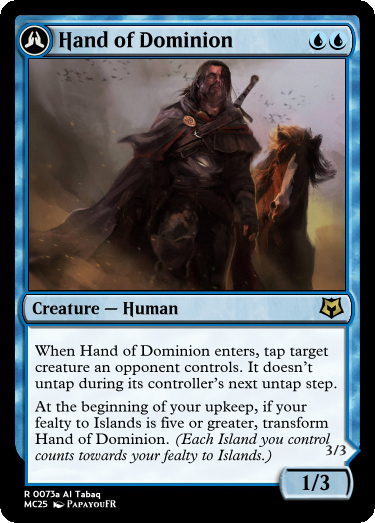 Hand of Dominion
Creature — Human
When Hand of Dominion enters, tap target
creature an opponent controls. It doesn't
untap during its controller's next untap step.
At the beginning of your upkeep, if your
fealty to Islands is five or greater, transform
Hand of Dominion. (Each Island you control
counts towards your fealty to Islands.)
3/3
1/3
R 0073a Al Tabaq
MC25 PapayouFR